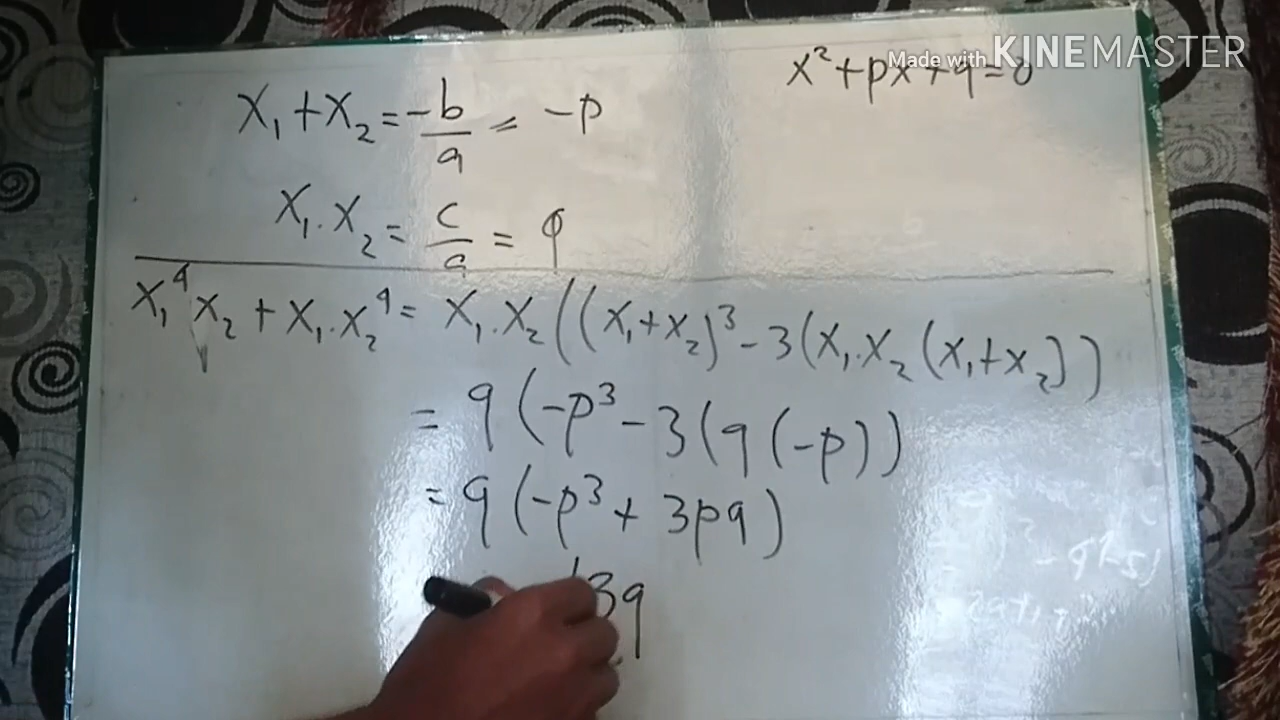 Made with KINEMASTER
x²+px+q=0
X₁+X₂=-b/a=-p
X₁.X₂=c/a=q
X₁⁴X₂+X₁.X₂⁴=X₁.X₂((X₁+X₂)³-3(X₁.X₂(X₁+X₂))
=q(-p³-3(q(-p))
=q(-p³+3pq)
3q